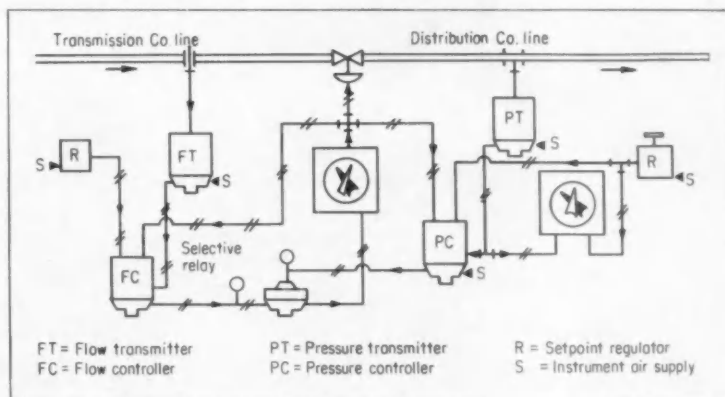 Transmission Co. line
Distribution Co. line
PT
S
R
S
FT
S
R
S
PC
S
Selective
relay
FC
FT = Flow transmitter
PT = Pressure transmitter
R = Setpoint regulator
FC = Flow controller
PC = Pressure controller
S = Instrument air supply